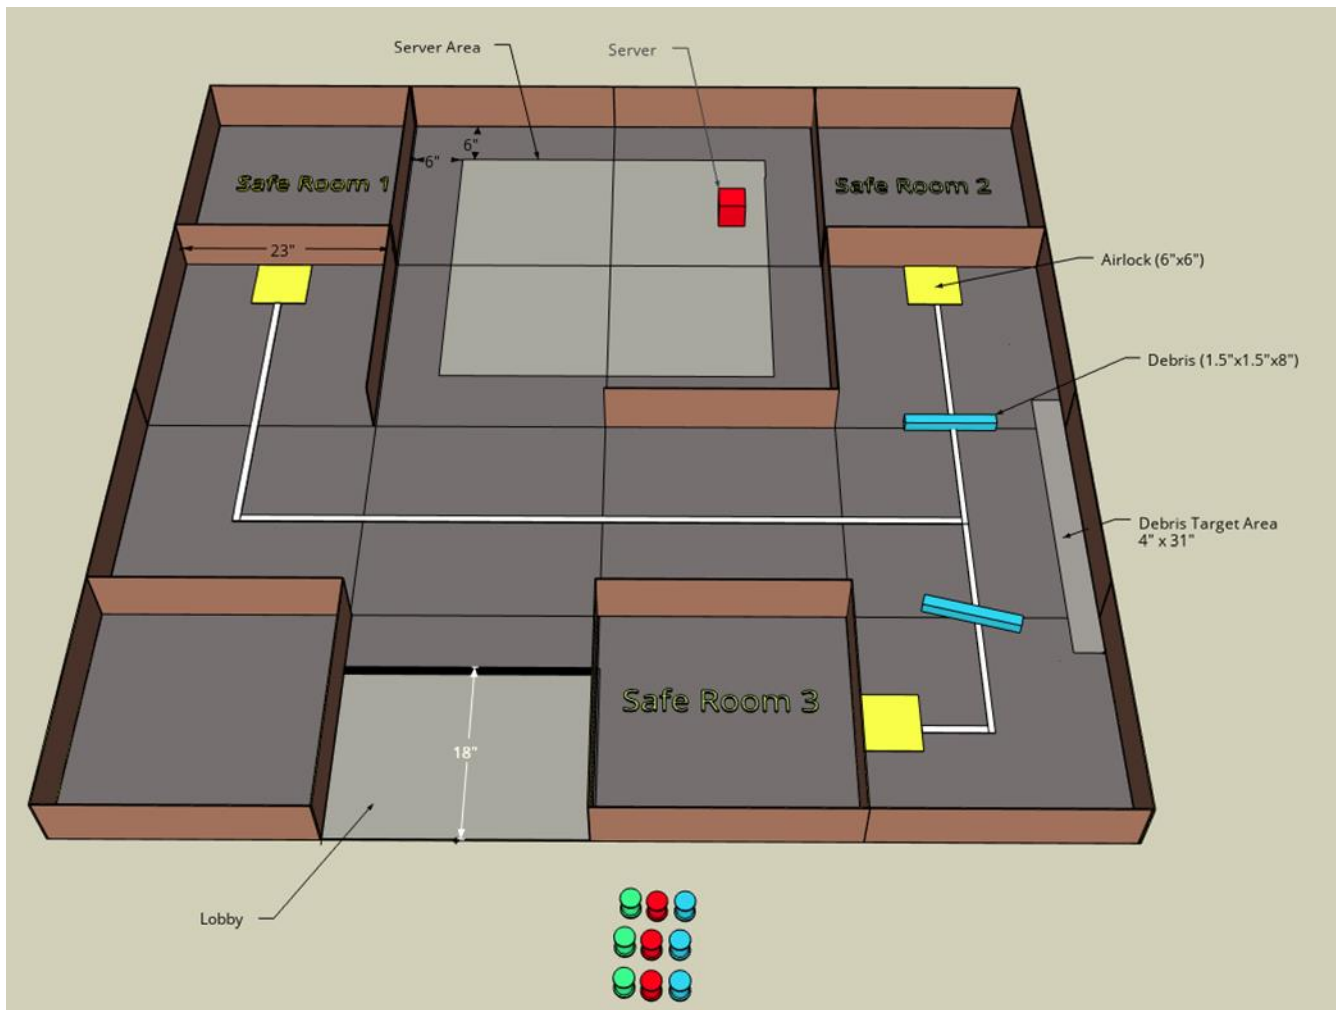 Server Area
Server
6"
6"
Safe Room 1
Safe Room 2
23"
Airlock (6"x6")
Debris (1.5"x1.5"x8")
Debris Target Area
4" x 31"
Safe Room 3
18"
Lobby